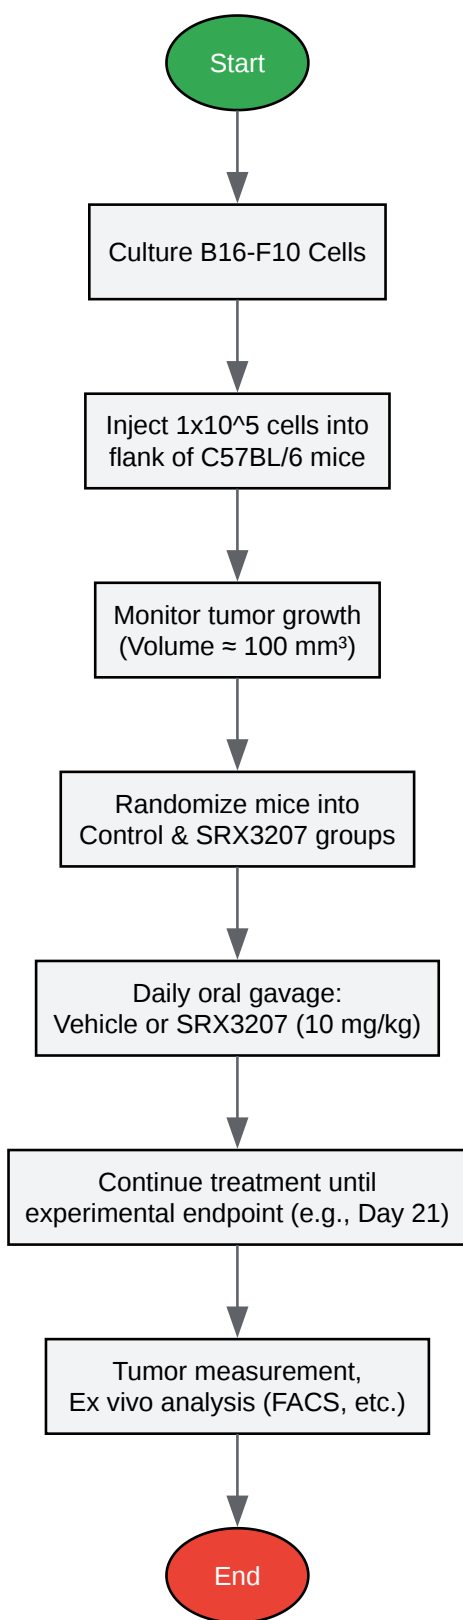 Start
Culture B16-F10 Cells
Inject 1x10^5 cells into
flank of C57BL/6 mice
Monitor tumor growth
(Volume ≈ 100 mm³)
Randomize mice into
Control & SRX3207 groups
Daily oral gavage:
Vehicle or SRX3207 (10 mg/kg)
Continue treatment until
experimental endpoint (e.g., Day 21)
Tumor measurement,
Ex vivo analysis (FACS, etc.)
End